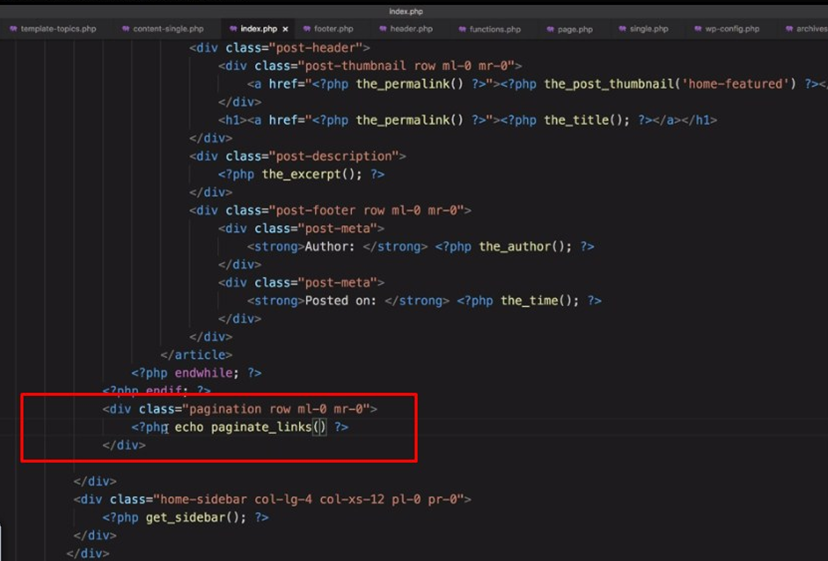 index.php
template-topics.php content-single.php index.php × footer.php header.php functions.php page.php single.php wp-config.php archives
<div class="post-header">
<div class="post-thumbnail row ml-0 mr-0">
<a href="<?php the_permalink() ?>"><?php the_post_thumbnail('home-featured') ?></
</div>
<h1><a href="<?php the_permalink() ?>"><?php the_title(); ?></a></h1>
</div>
<div class="post-description">
<?php the_excerpt(); ?>
</div>
<div class="post-footer row ml-0 mr-0">
<div class="post-meta">
<strong>Author: </strong> <?php the_author(); ?>
</div>
<div class="post-meta">
<strong>Posted on: </strong> <?php the_time(); ?>
</div>
</div>
</article>
<?php endwhile; ?>
<?php endif; ?>
<div class="pagination row ml-0 mr-0">
<?php echo paginate_links() ?>
</div>
</div>
<div class="home-sidebar col-lg-4 col-xs-12 pl-0 pr-0">
<?php get_sidebar(); ?>
</div>
</div>